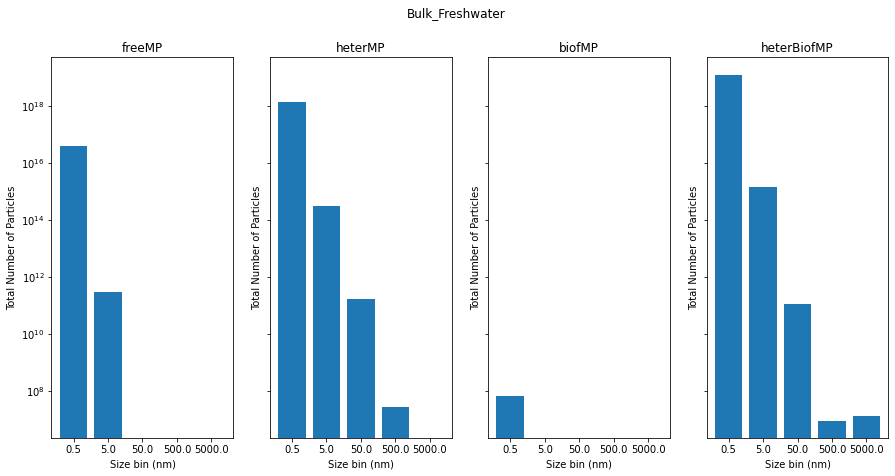 Bulk_Freshwater
freeMP
heterMP
biofMP
heterBiofMP
Total Number of Particles
10^18
10^16
10^14
10^12
10^10
10^8
0.5 5.0 50.0 500.0 5000.0
Size bin (nm)
Total Number of Particles
0.5 5.0 50.0 500.0 5000.0
Size bin (nm)
Total Number of Particles
0.5 5.0 50.0 500.0 5000.0
Size bin (nm)
Total Number of Particles
0.5 5.0 50.0 500.0 5000.0
Size bin (nm)